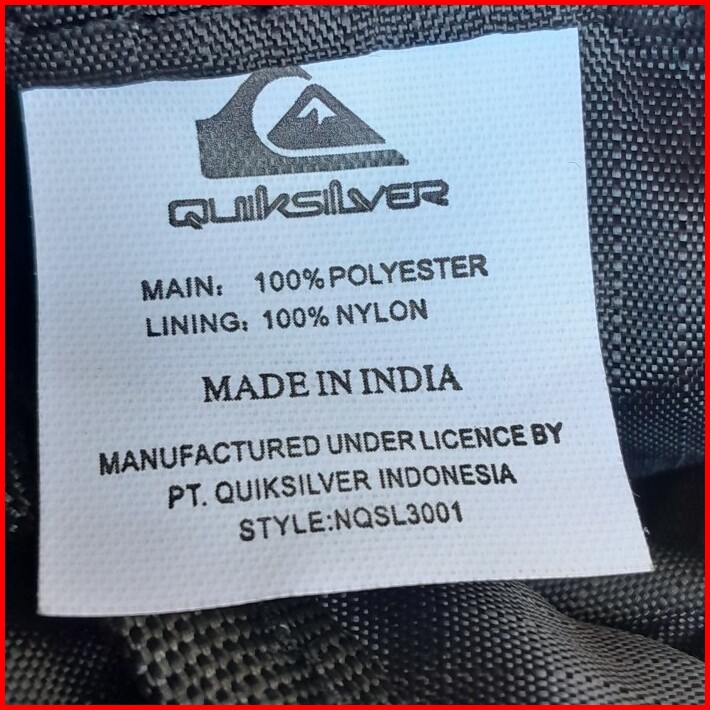 QUIKSILVER
MAIN: 100% POLYESTER
LINING: 100% NYLON
MADE IN INDIA
MANUFACTURED UNDER LICENCE BY
PT. QUIKSILVER INDONESIA
STYLE:NQSL3001